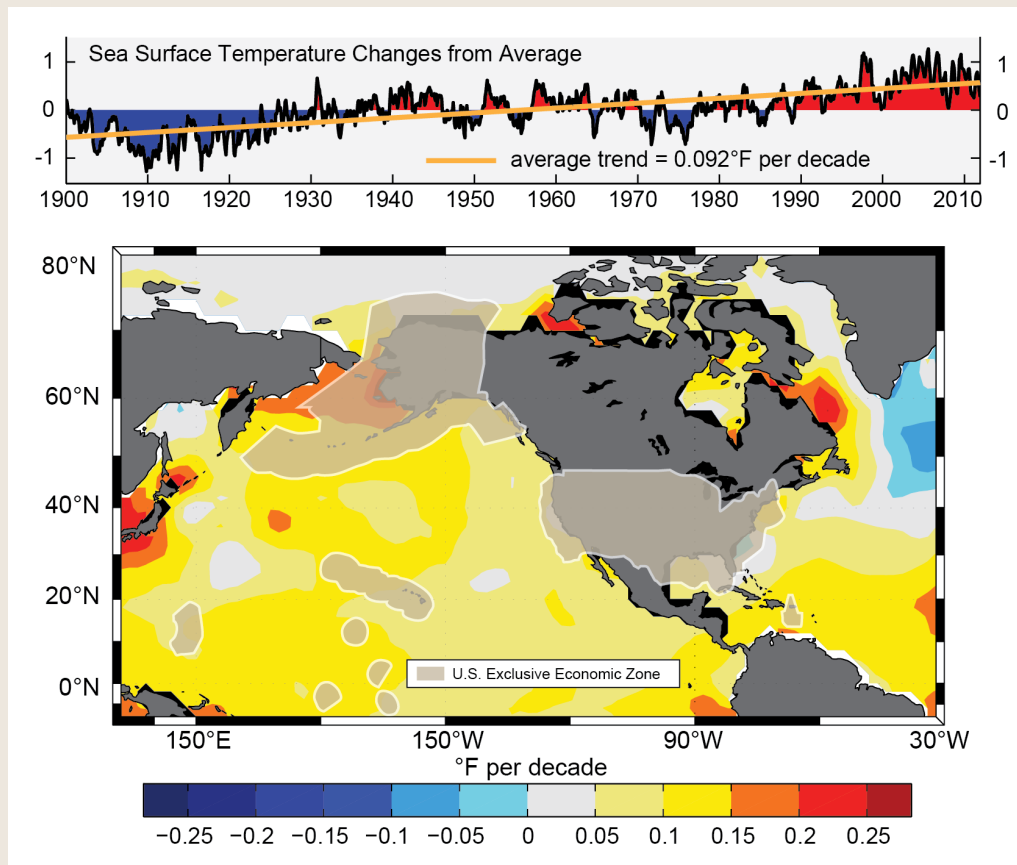 Sea Surface Temperature Changes from Average
1 1
0 0
-1 -1
average trend = 0.092°F per decade
1900 1910 1920 1930 1940 1950 1960 1970 1980 1990 2000 2010
80°N
60°N
40°N
20°N
0°N
U.S. Exclusive Economic Zone
150°E 150°W 90°W 30°W
°F per decade
−0.25 −0.2 −0.15 −0.1 −0.05 0 0.05 0.1 0.15 0.2 0.25